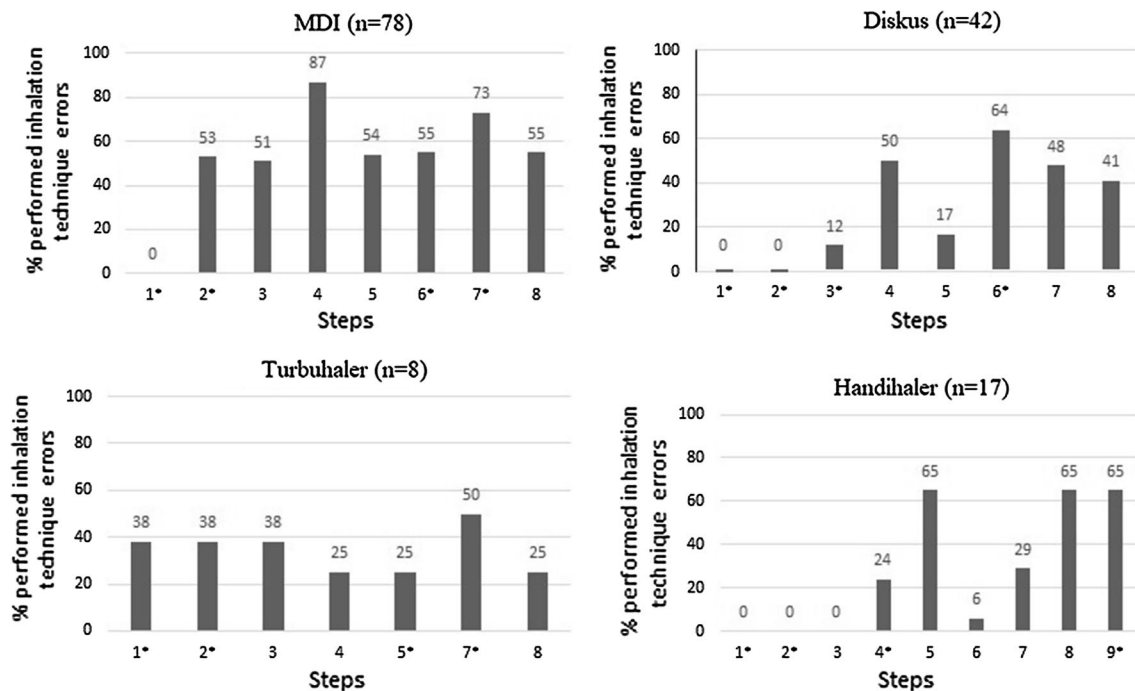 MDI (n=78)
% performed inhalation
technique errors
100
80
60
40
20
0
0
53
51
87
54
55
73
55
1* 2* 3 4 5 6* 7* 8
Steps
Diskus (n=42)
% performed inhalation
technique errors
100
80
60
40
20
0
0
0
12
50
17
64
48
41
1* 2* 3* 4 5 6* 7 8
Steps
Turbuhaler (n=8)
% performed inhalation
technique errors
100
80
60
40
20
0
38
38
38
25
25
50
25
1* 2* 3 4 5* 7* 8
Steps
Handihaler (n=17)
% performed inhalation
technique errors
100
80
60
40
20
0
0
0
0
24
65
6
29
65
65
1* 2* 3 4* 5 6 7 8 9*
Steps